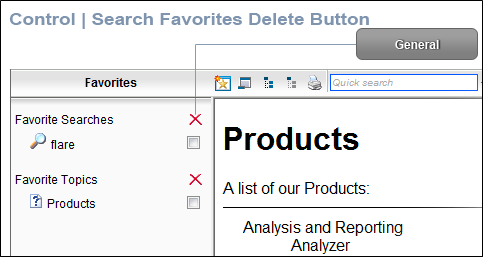 Control | Search Favorites Delete Button
General
Favorites
Quick search
Favorite Searches
flare
Favorite Topics
Products
Products
A list of our Products:
Analysis and Reporting
Analyzer